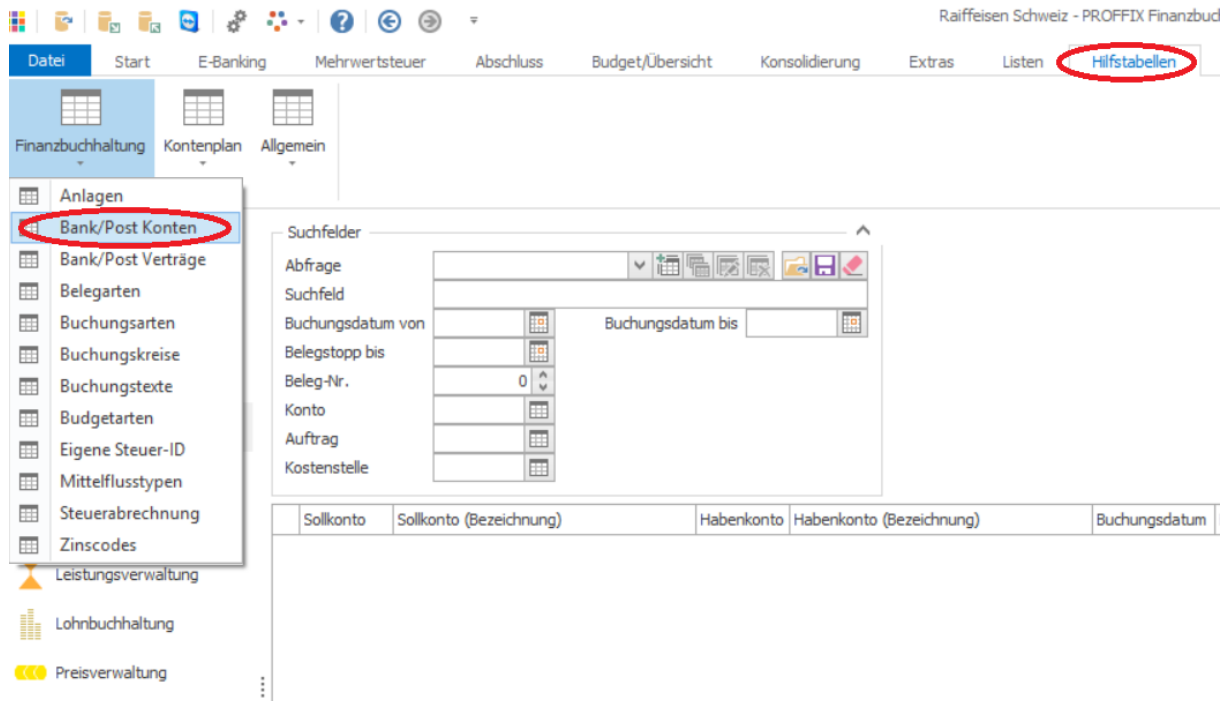 Raiffeisen Schweiz - PROFFIX Finanzbuch
Datei Start E-Banking Mehrwertsteuer Abschluss Budget/Übersicht Konsolidierung Extras Listen Hilfstabellen
Finanzbuchhaltung Kontenplan Allgemein
Anlagen
Bank/Post Konten
Bank/Post Verträge
Belegarten
Buchungsarten
Buchungskreise
Buchungstexte
Budgetarten
Eigene Steuer-ID
Mittelflusstypen
Steuerabrechnung
Zinscodes
Leistungsverwaltung
Lohnbuchhaltung
Preisverwaltung
Suchfelder
Abfrage
Suchfeld
Buchungsdatum von Buchungsdatum bis
Belegstopp bis
Beleg-Nr. 0
Konto
Auftrag
Kostenstelle
Sollkonto Sollkonto (Bezeichnung) Habenkonto Habenkonto (Bezeichnung) Buchungsdatum